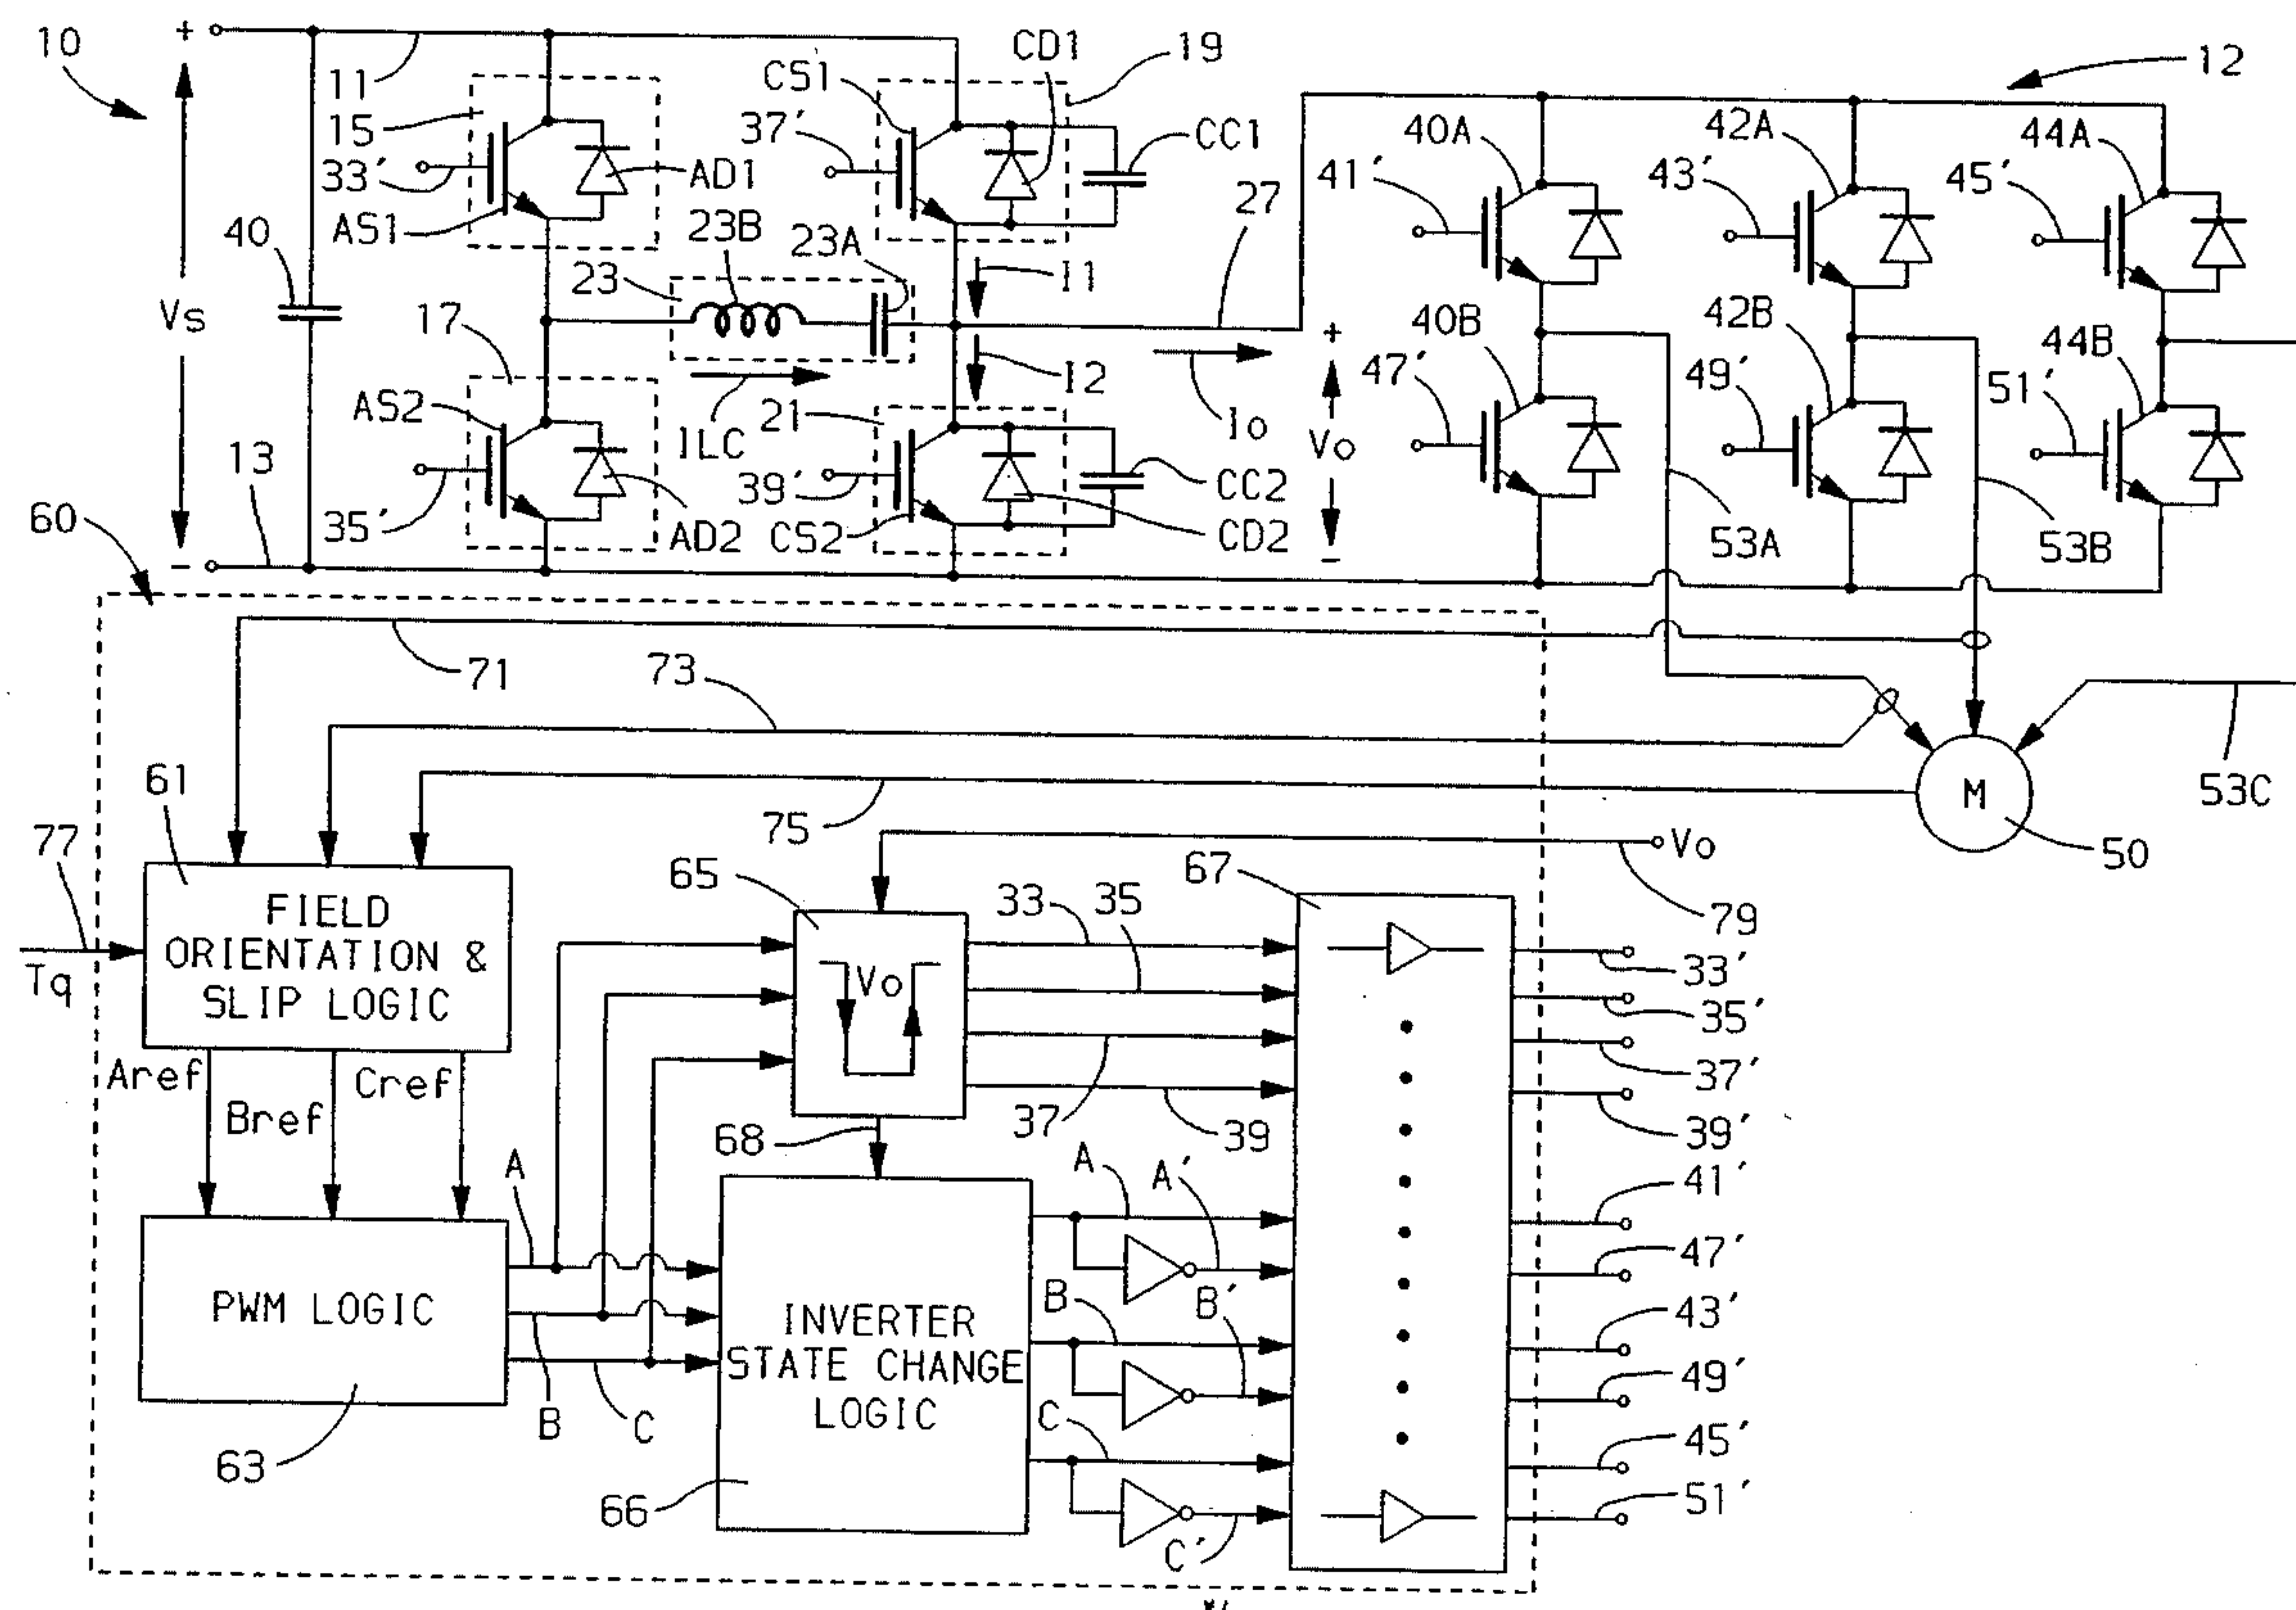 10
+
11
15
33'
AS1
AD1
CS1
CD1
19
37'
CC1
12
40A
42A
44A
41'
43'
45'
27
40
Vs
23
23B
23A
I1
17
I2
ILC
Io
+
Vo
-
40B
42B
44B
47'
49'
51'
AS2
21
39'
CC2
CS2
CD2
AD2
35'
13
-
60
53A
53B
53C
71
73
75
M
50
61
77
Tq
FIELD
ORIENTATION &
SLIP LOGIC
Aref
Bref
Cref
65
Vo
Vo
79
33
35
37
39
67
68
33'
35'
37'
39'
41'
47'
43'
49'
45'
51'
A
B
C
PWM LOGIC
63
INVERTER
STATE CHANGE
LOGIC
66
A
A'
B
B'
C
C'